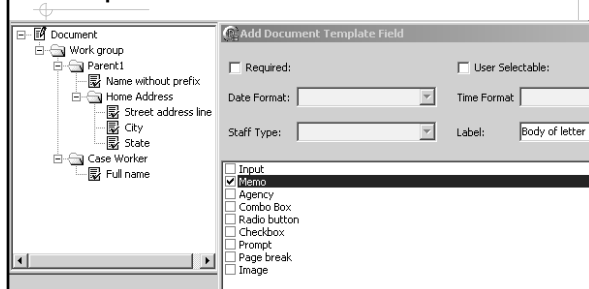 Document
Work group
Parent1
Name without prefix
Home Address
Street address line
City
State
Case Worker
Full name
Add Document Template Field
Required:
User Selectable:
Date Format:
Time Format
Staff Type:
Label:
Body of letter
Input
Memo
Agency
Combo Box
Radio button
Checkbox
Prompt
Page break
Image